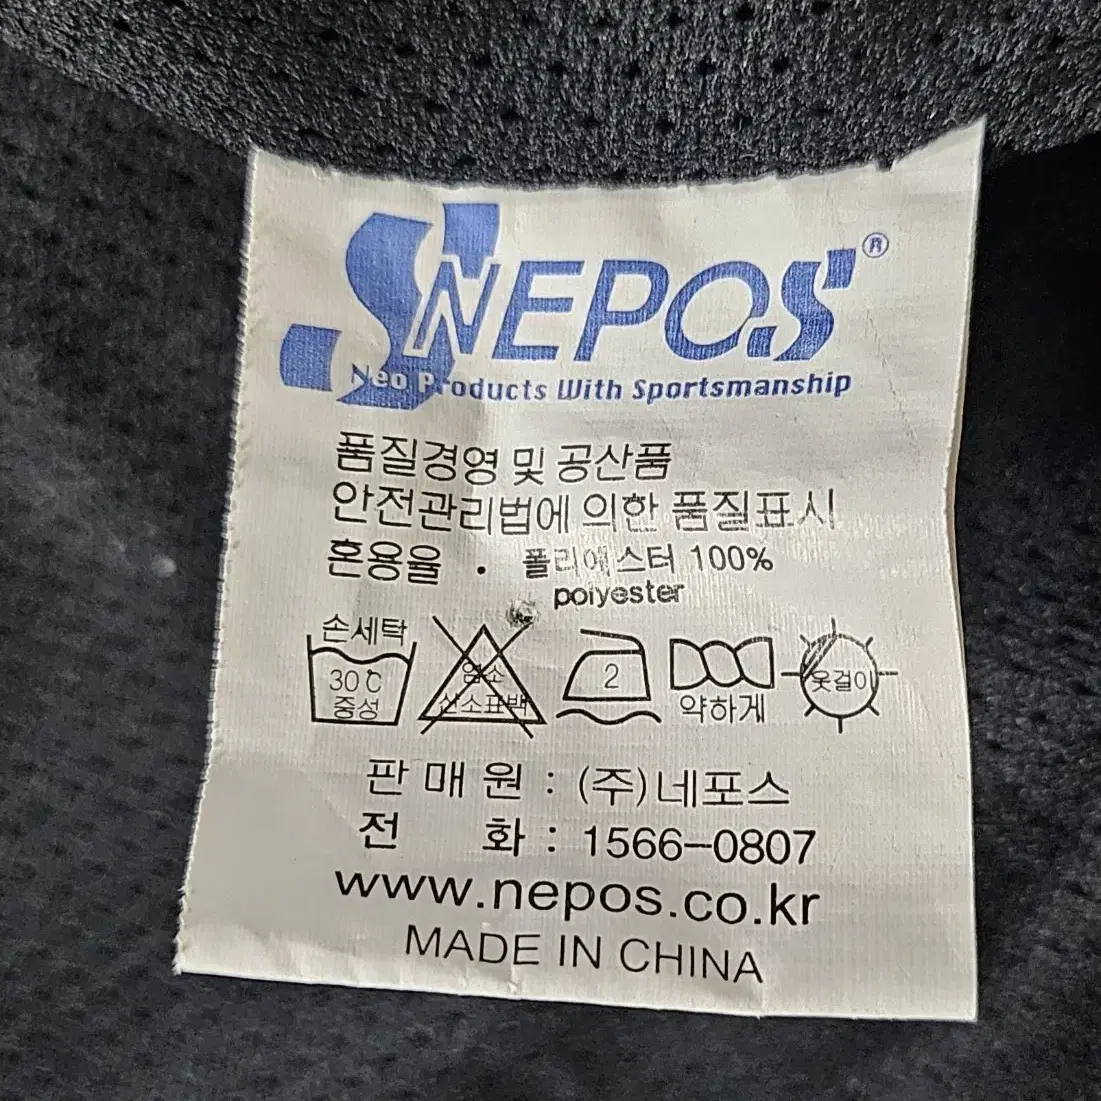 NEPOS®
Neo Products With Sportsmanship
품질경영 및 공산품
안전관리법에 의한 품질표시
혼용율 . 폴리에스터 100%
polyester
손세탁
30℃
중성
염소
산소표백
2
약하게
옷걸이
판 매 원 : (주)네포스
전 화 : 1566-0807
www.nepos.co.kr
MADE IN CHINA